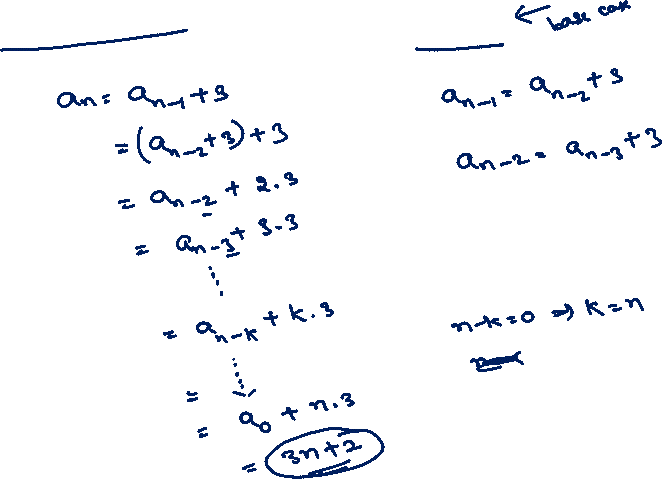 ← base case
aₙ = aₙ₋₁ + 3
= (aₙ₋₂ + 3) + 3
= aₙ₋₂ + 2.3
= aₙ₋₃ + 3.3
⋮
= aₙ₋ₖ + k.3
⋮
=
= a₀ + n.3
= 3n+2
aₙ₋₁ = aₙ₋₂ + 3
aₙ₋₂ = aₙ₋₃ + 3
n-k=0 ⇒ k=n